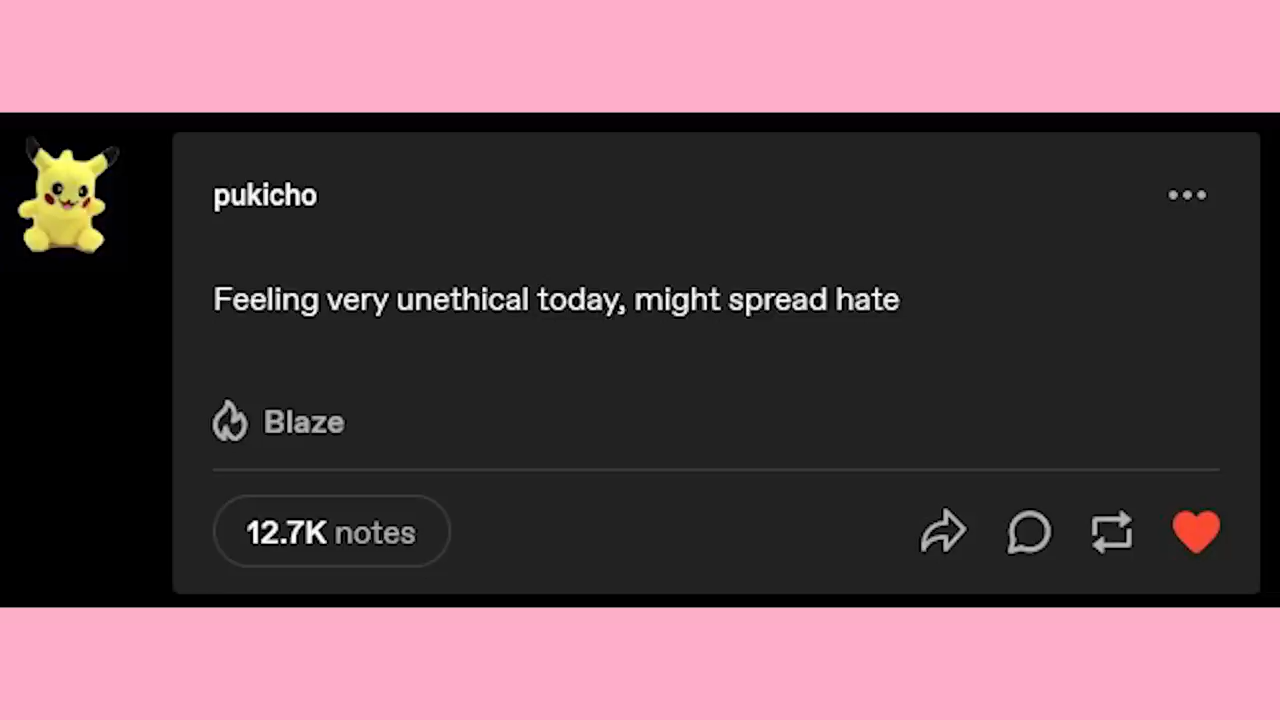 pukicho
Feeling very unethical today, might spread hate
Blaze
12.7K notes